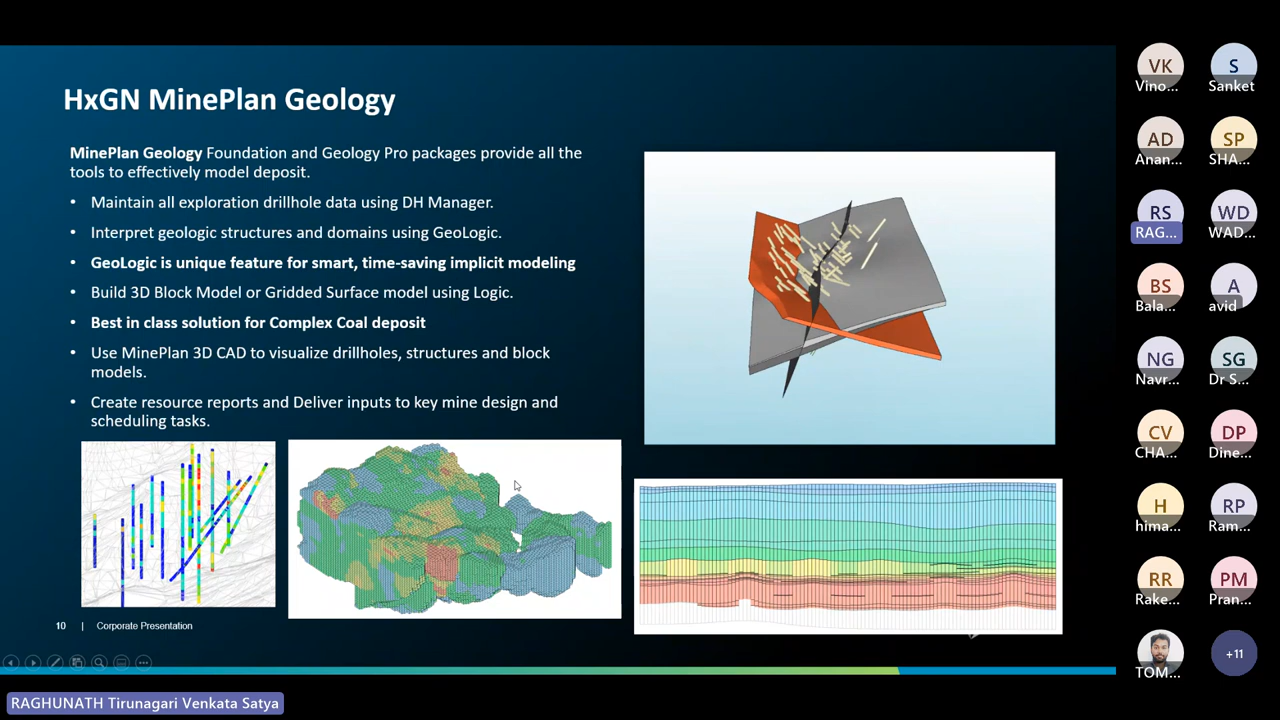 HxGN MinePlan Geology
MinePlan Geology Foundation and Geology Pro packages provide all the
tools to effectively model deposit.
• Maintain all exploration drillhole data using DH Manager.
• Interpret geologic structures and domains using GeoLogic.
• GeoLogic is unique feature for smart, time-saving implicit modeling
• Build 3D Block Model or Gridded Surface model using Logic.
• Best in class solution for Complex Coal deposit
• Use MinePlan 3D CAD to visualize drillholes, structures and block
models.
• Create resource reports and Deliver inputs to key mine design and
scheduling tasks.
10 | Corporate Presentation
RAGHUNATH Tirunagari Venkata Satya
VK
Vino...
S
Sanket
AD
Anan...
SP
SHA...
RS
RAG...
WD
WAD...
BS
Bala...
A
avid
NG
Navr...
SG
Dr S...
CV
CHA...
DP
Dine...
H
hima...
RP
Ram...
RR
Rake...
PM
Pran...
TOM...
+11